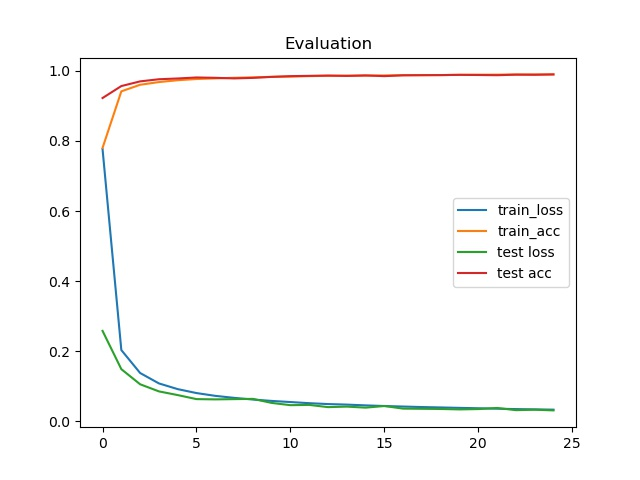 Evaluation
1.0
0.8
0.6
0.4
0.2
0.0
train_loss
train_acc
test loss
test acc
0 5 10 15 20 25